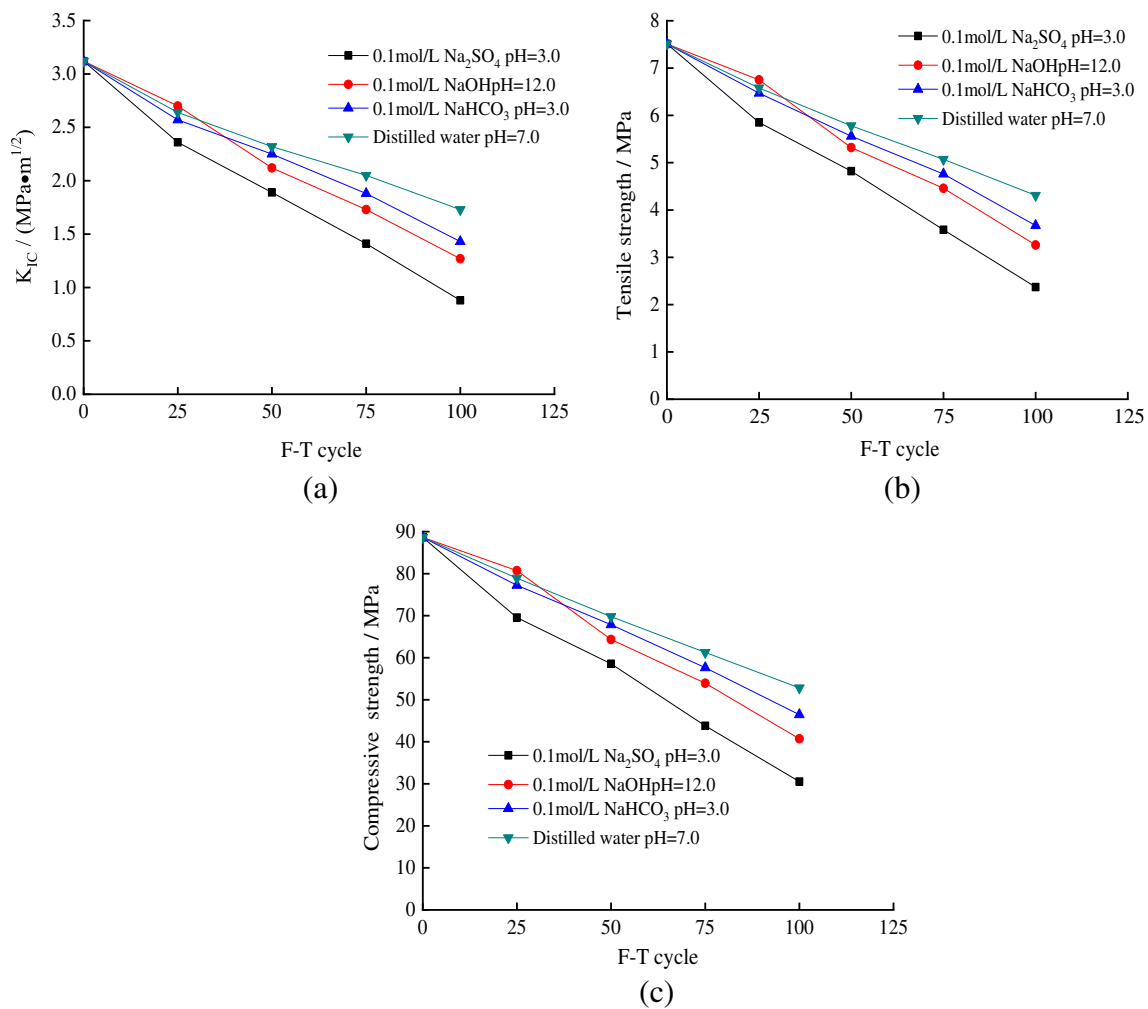 3.5
3.0
2.5
2.0
1.5
1.0
0.5
0.0
K_IC / (MPa•m^1/2)
0.1mol/L Na₂SO₄ pH=3.0
0.1mol/L NaOHpH=12.0
0.1mol/L NaHCO₃ pH=3.0
Distilled water pH=7.0
0 25 50 75 100 125
F-T cycle
(a)
8
7
6
5
4
3
2
1
0
Tensile strength / MPa
0.1mol/L Na₂SO₄ pH=3.0
0.1mol/L NaOHpH=12.0
0.1mol/L NaHCO₃ pH=3.0
Distilled water pH=7.0
0 25 50 75 100 125
F-T cycle
(b)
90
80
70
60
50
40
30
20
10
0
Compressive strength / MPa
0.1mol/L Na₂SO₄ pH=3.0
0.1mol/L NaOHpH=12.0
0.1mol/L NaHCO₃ pH=3.0
Distilled water pH=7.0
0 25 50 75 100 125
F-T cycle
(c)